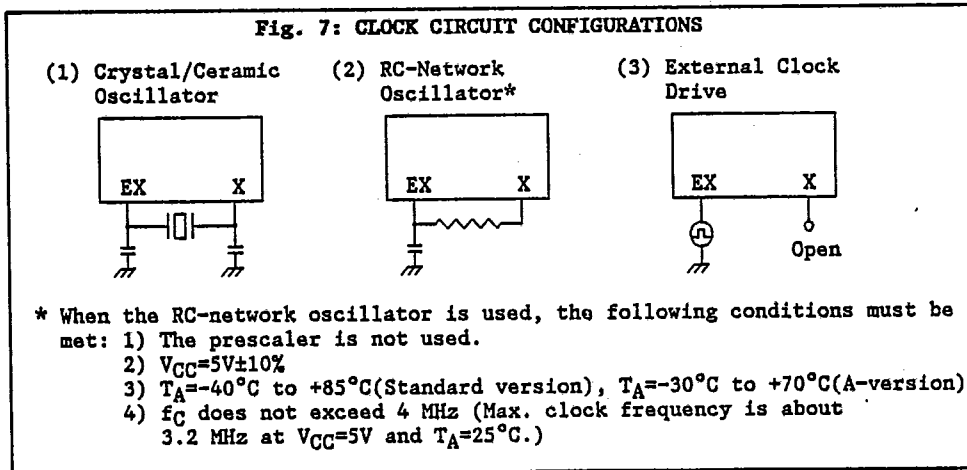 Fig. 7: CLOCK CIRCUIT CONFIGURATIONS
(1) Crystal/Ceramic
Oscillator
(2) RC-Network
Oscillator*
(3) External Clock
Drive
EX X
EX X
EX X
Open
* When the RC-network oscillator is used, the following conditions must be
met: 1) The prescaler is not used.
2) VCC=5V±10%
3) TA=-40°C to +85°C(Standard version), TA=-30°C to +70°C(A-version)
4) fC does not exceed 4 MHz (Max. clock frequency is about
3.2 MHz at VCC=5V and TA=25°C.)